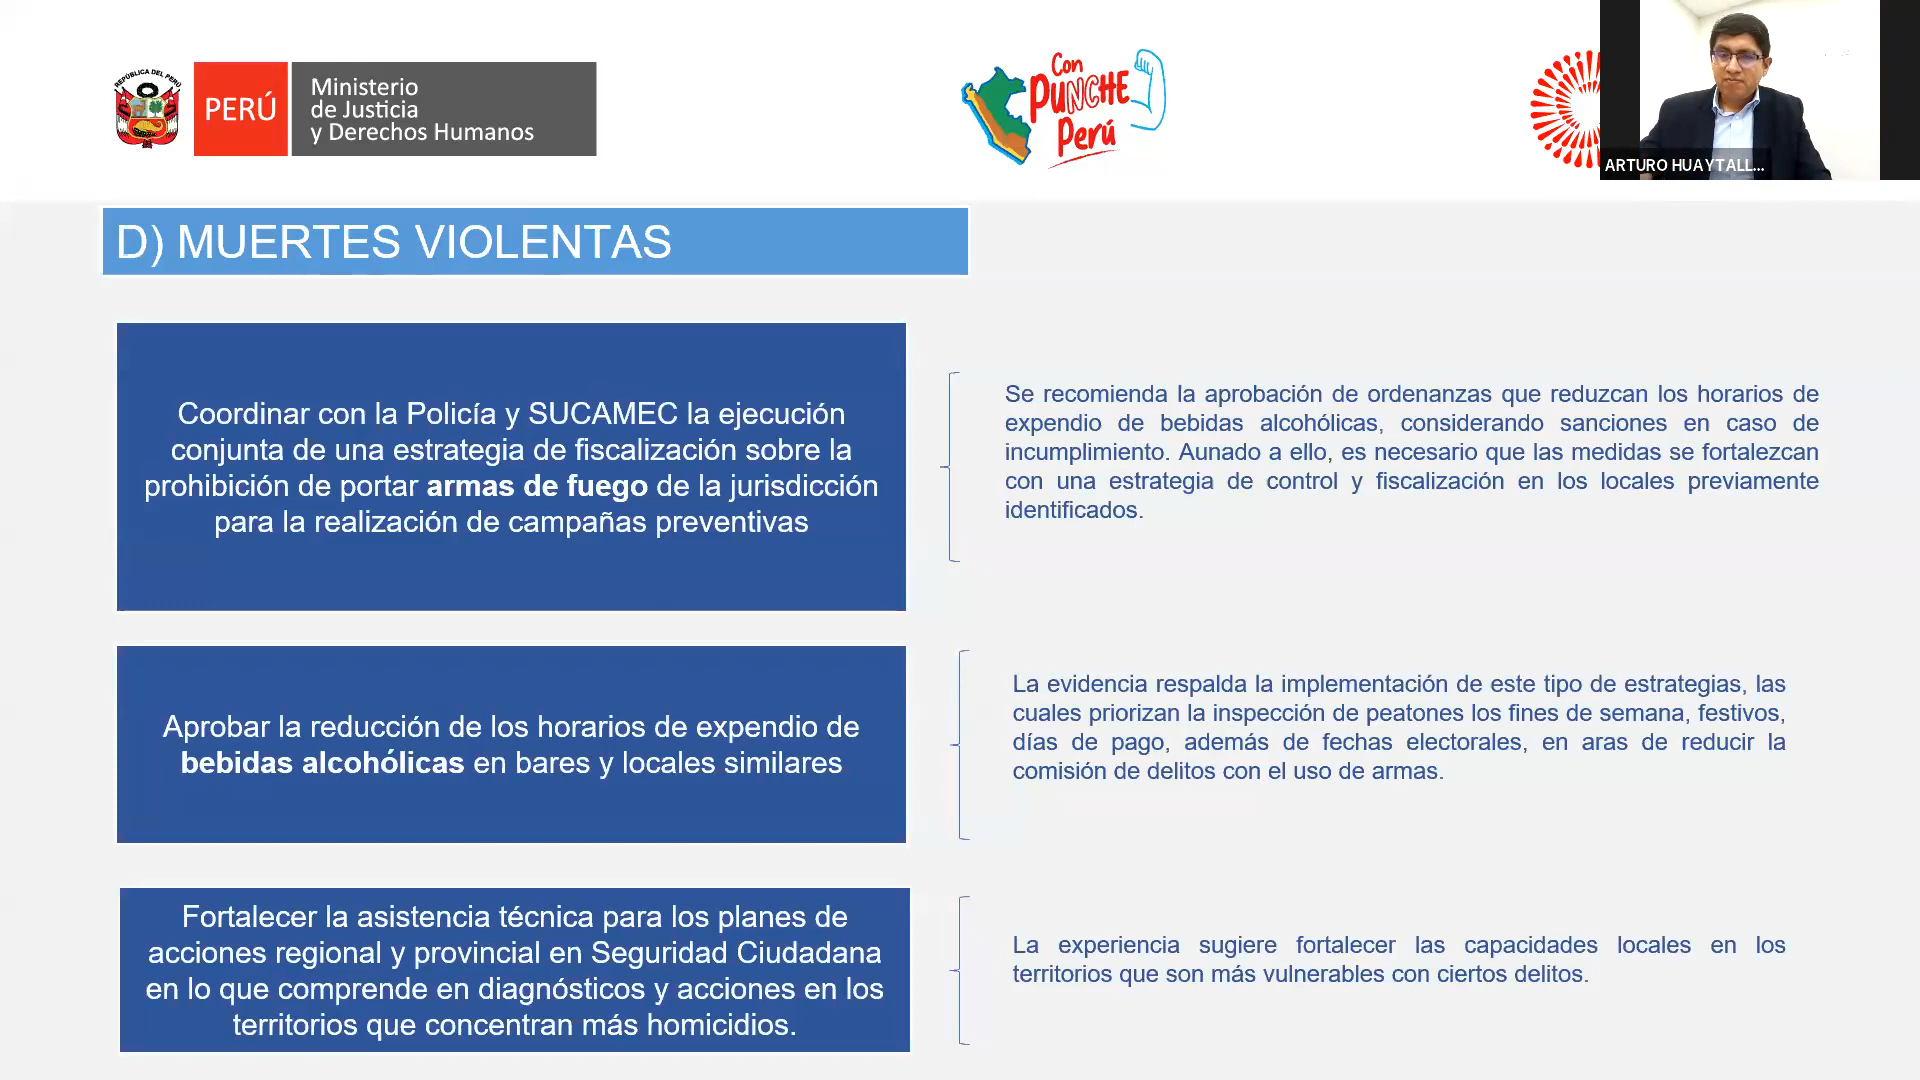 REPÚBLICA DEL PERÚ
PERÚ
Ministerio
de Justicia
y Derechos Humanos
Con
PUNCHE
Perú
ARTURO HUAYTALL...
D) MUERTES VIOLENTAS
Coordinar con la Policía y SUCAMEC la ejecución
conjunta de una estrategia de fiscalización sobre la
prohibición de portar armas de fuego de la jurisdicción
para la realización de campañas preventivas
Se recomienda la aprobación de ordenanzas que reduzcan los horarios de
expendio de bebidas alcohólicas, considerando sanciones en caso de
incumplimiento. Aunado a ello, es necesario que las medidas se fortalezcan
con una estrategia de control y fiscalización en los locales previamente
identificados.
Aprobar la reducción de los horarios de expendio de
bebidas alcohólicas en bares y locales similares
La evidencia respalda la implementación de este tipo de estrategias, las
cuales priorizan la inspección de peatones los fines de semana, festivos,
días de pago, además de fechas electorales, en aras de reducir la
comisión de delitos con el uso de armas.
Fortalecer la asistencia técnica para los planes de
acciones regional y provincial en Seguridad Ciudadana
en lo que comprende en diagnósticos y acciones en los
territorios que concentran más homicidios.
La experiencia sugiere fortalecer las capacidades locales en los
territorios que son más vulnerables con ciertos delitos.